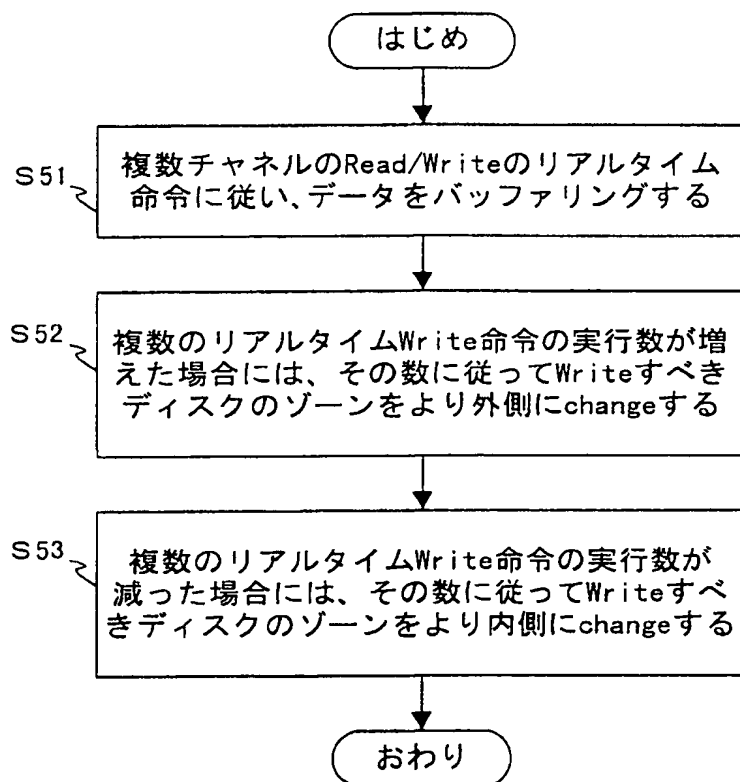 はじめ
S51
複数チャネルのRead/Writeのリアルタイム
命令に従い、データをバッファリングする
S52
複数のリアルタイムWrite命令の実行数が増
えた場合には、その数に従ってWriteすべき
ディスクのゾーンをより外側にchangeする
S53
複数のリアルタイムWrite命令の実行数が
減った場合には、その数に従ってWriteすべ
きディスクのゾーンをより内側にchangeする
おわり